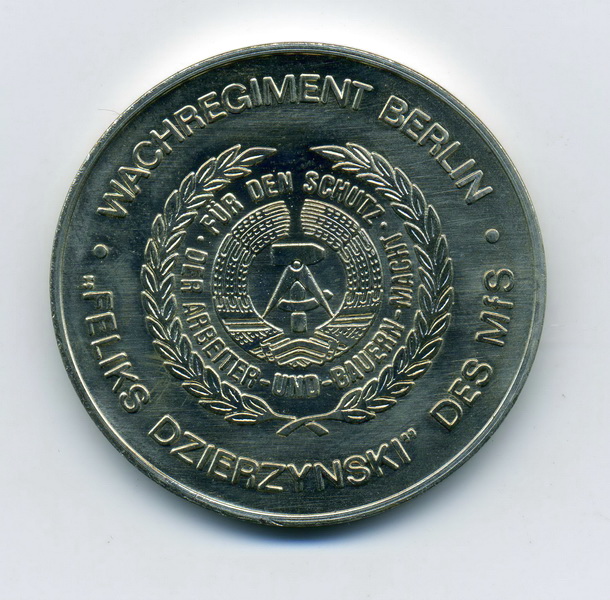 • WACHREGIMENT BERLIN •
„FELIKS DZIERZYNSKI” DES MfS
• FÜR DEN SCHUTZ •
DER ARBEITER-UND-BAUERN-MACHT